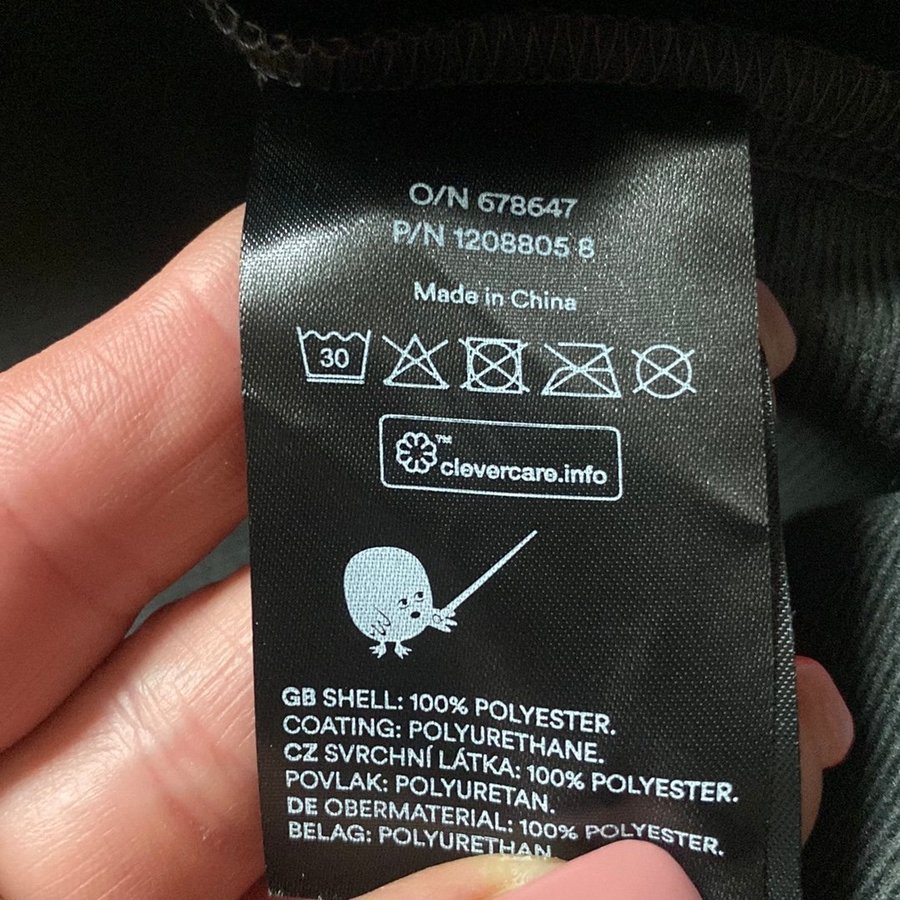 O/N 678647
P/N 1208805 8
Made in China
30
™ clevercare.info
GB SHELL: 100% POLYESTER.
COATING: POLYURETHANE.
CZ SVRCHNÍ LÁTKA: 100% POLYESTER.
POVLAK: POLYURETAN.
DE OBERMATERIAL: 100% POLYESTER.
BELAG: POLYURETHAN